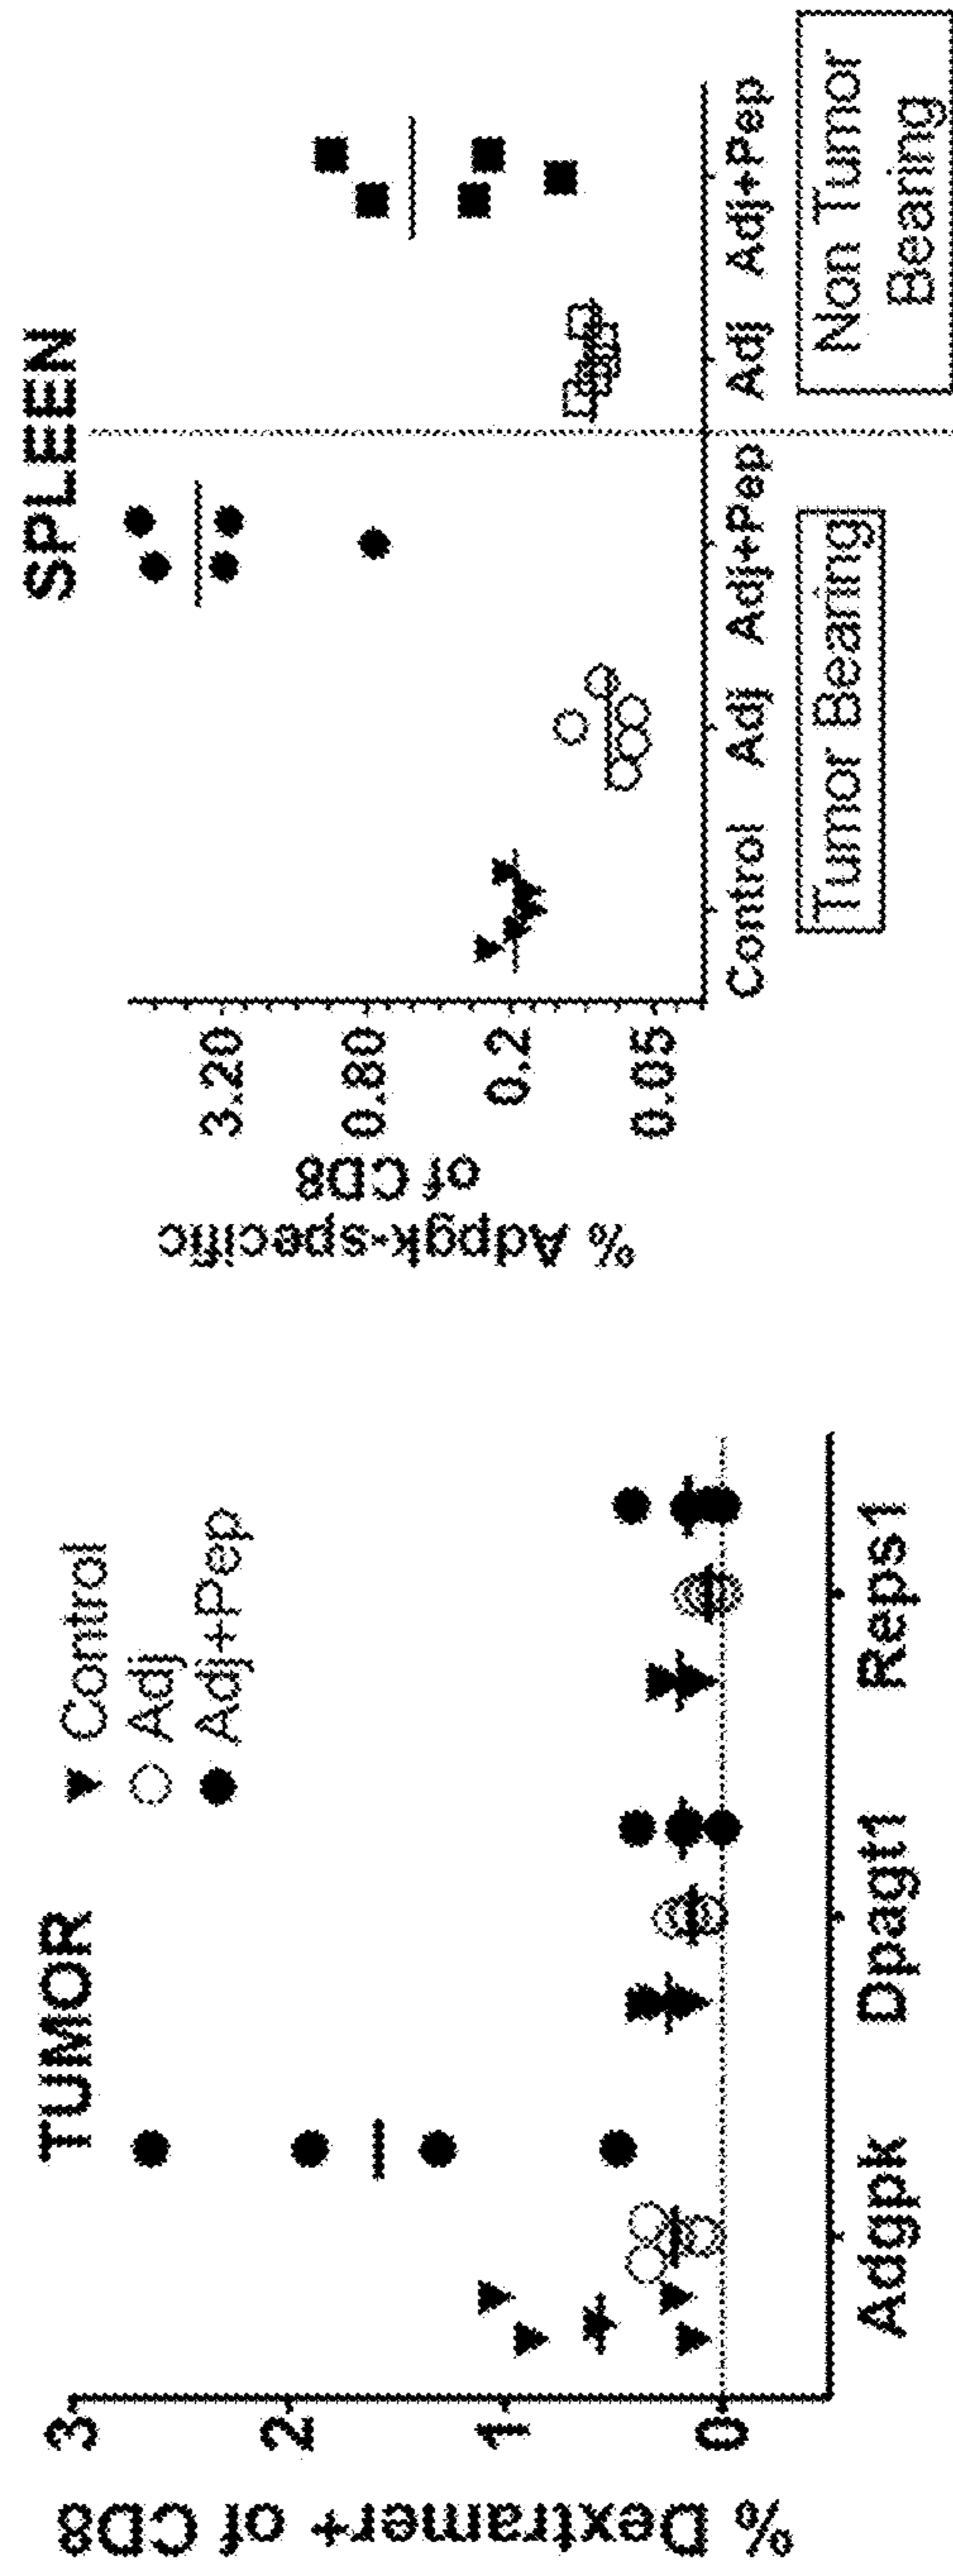 TUMOR
Control
Adj
Adj+Pep
% Dextramer+ of CD8
3
2
1
0
Adgpk
Dpagt1
Reps1
SPLEEN
% Adpgk-specific
of CD8
3.20
0.80
0.2
0.05
Control Adj Adj+Pep Adj Adj+Pep
Tumor Bearing
Non Tumor
Bearing